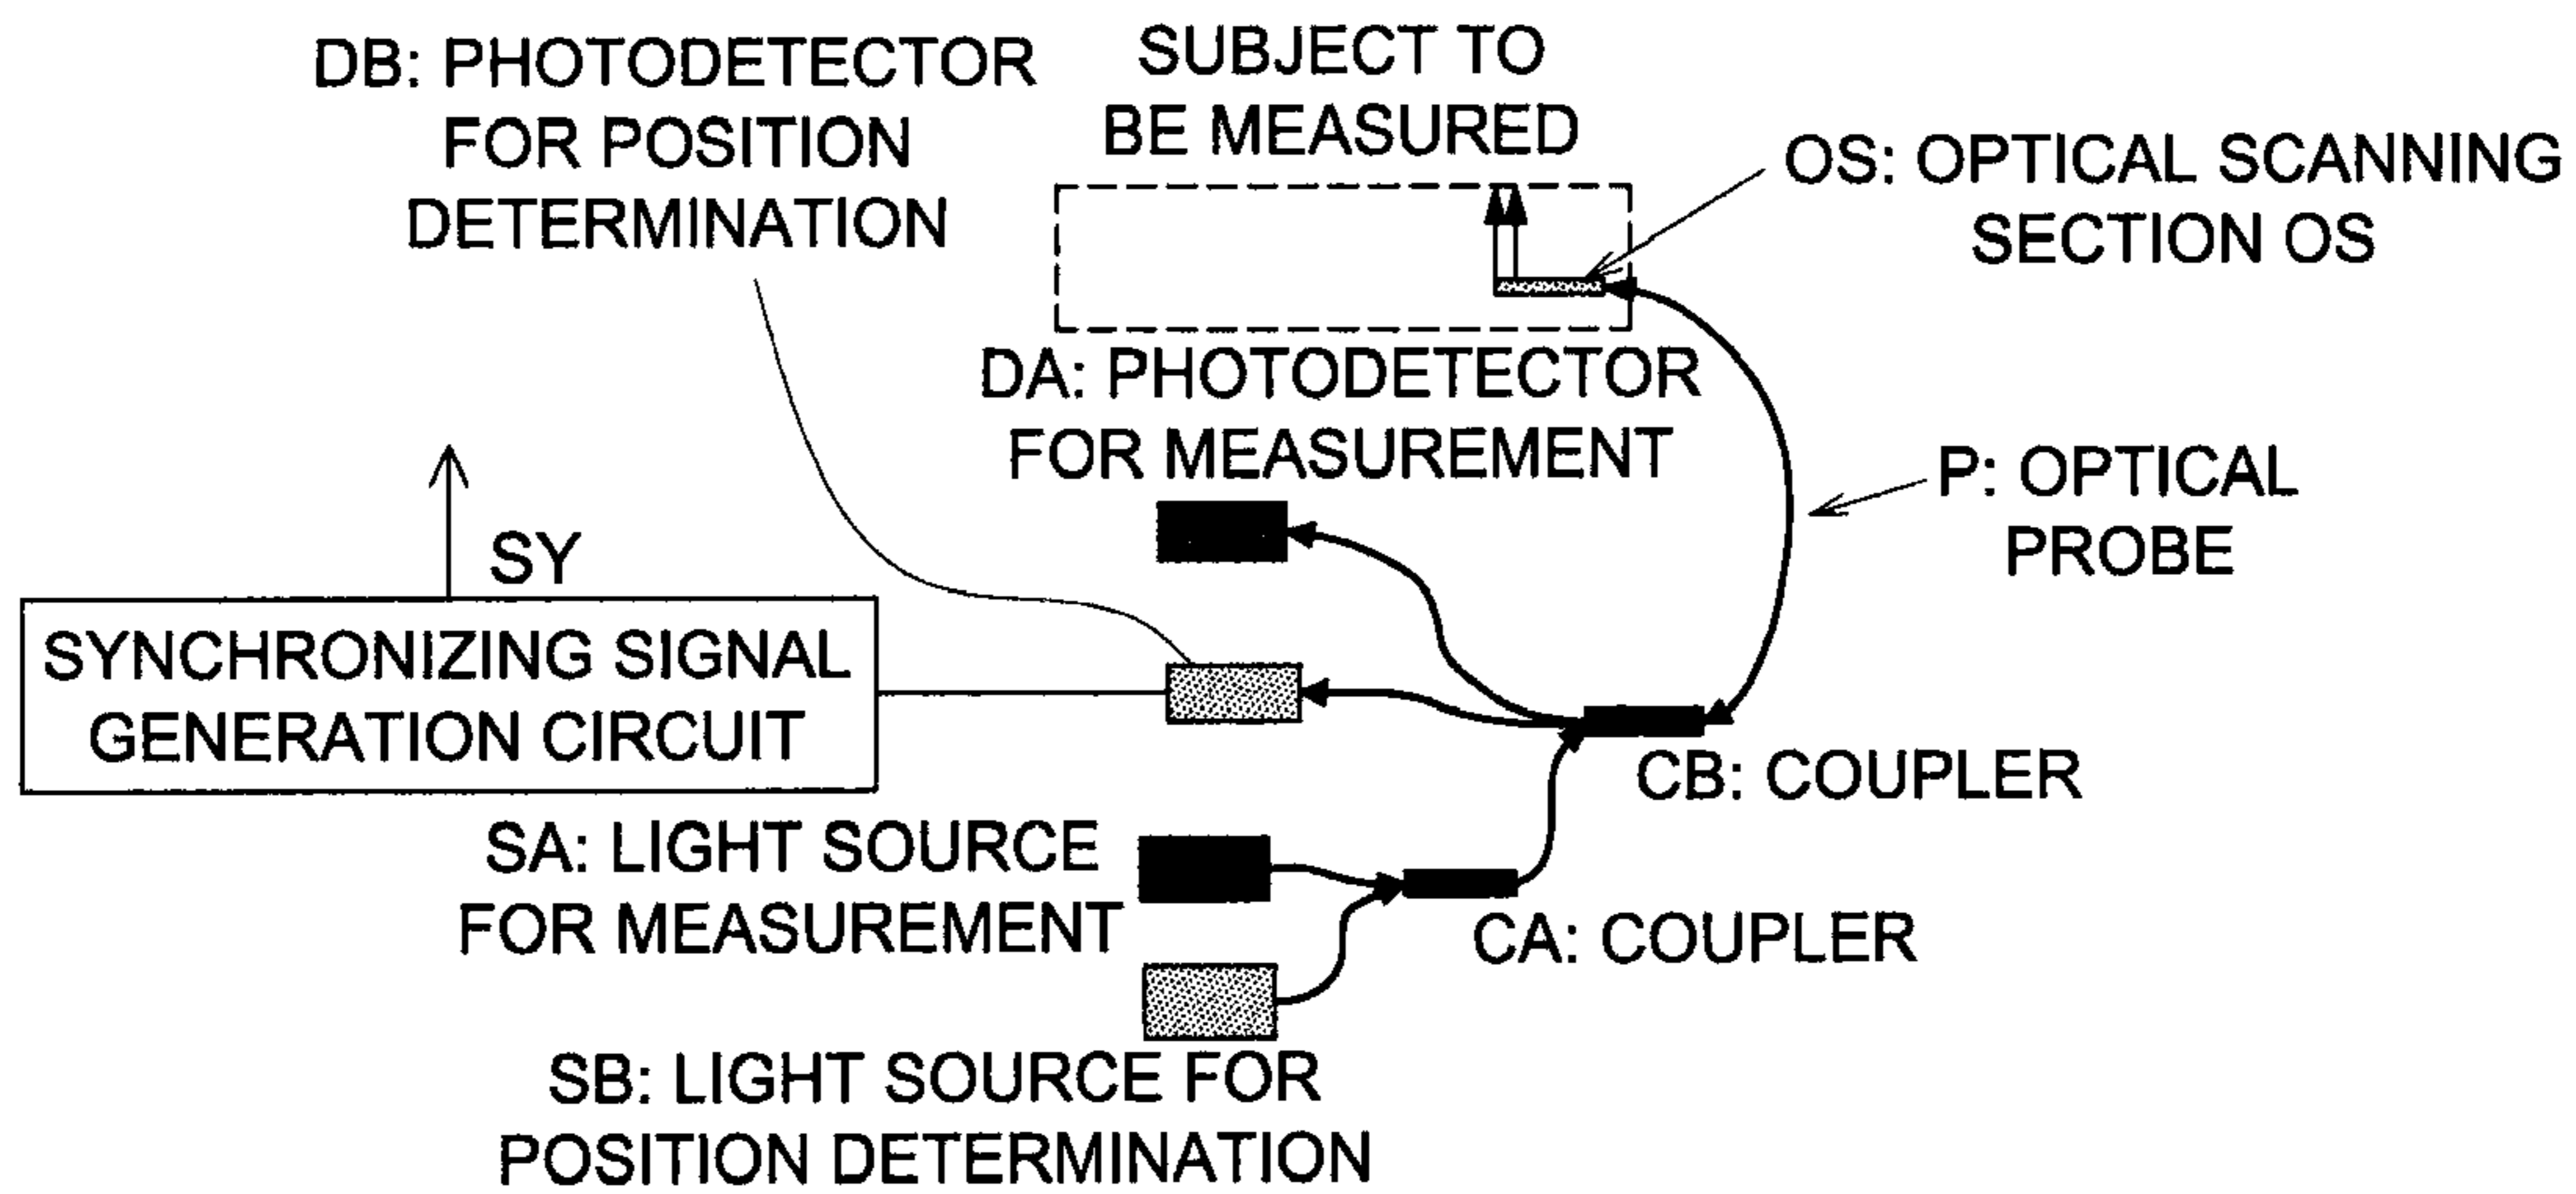 DB: PHOTODETECTOR
FOR POSITION
DETERMINATION
SUBJECT TO
BE MEASURED
OS: OPTICAL SCANNING
SECTION OS
DA: PHOTODETECTOR
FOR MEASUREMENT
P: OPTICAL
PROBE
SY
SYNCHRONIZING SIGNAL
GENERATION CIRCUIT
CB: COUPLER
SA: LIGHT SOURCE
FOR MEASUREMENT
CA: COUPLER
SB: LIGHT SOURCE FOR
POSITION DETERMINATION